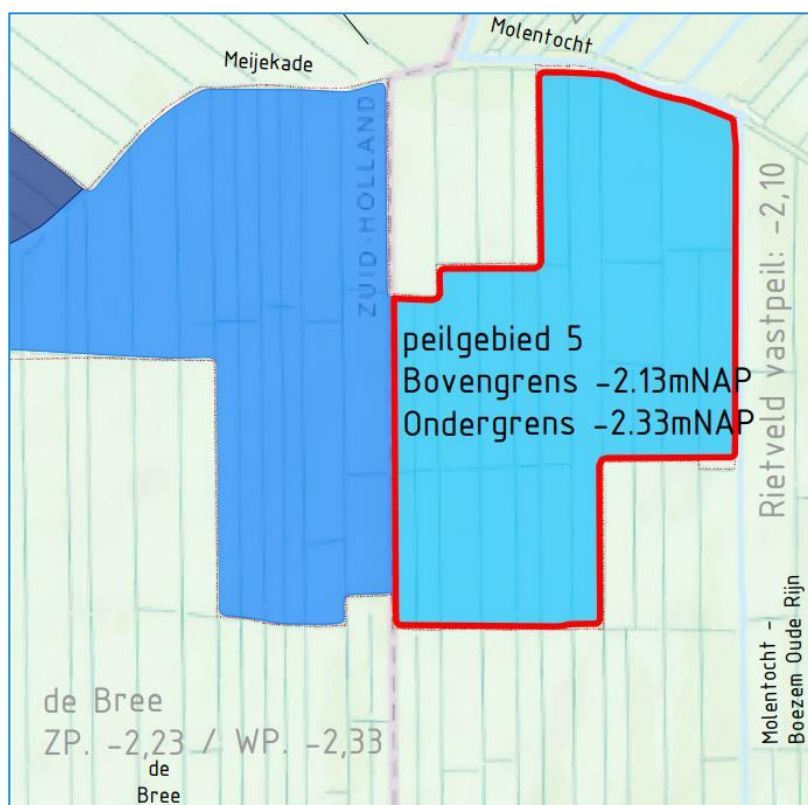 Molentocht
Meijekade
ZUID-HOLLAND
Rietveld vastpeil: -2,10
peilgebied 5
Bovengrens -2.13mNAP
Ondergrens -2.33mNAP
Molentocht -
Boezem Oude Rijn
de Bree
ZP. -2,23 / WP. -2,33
de
Bree